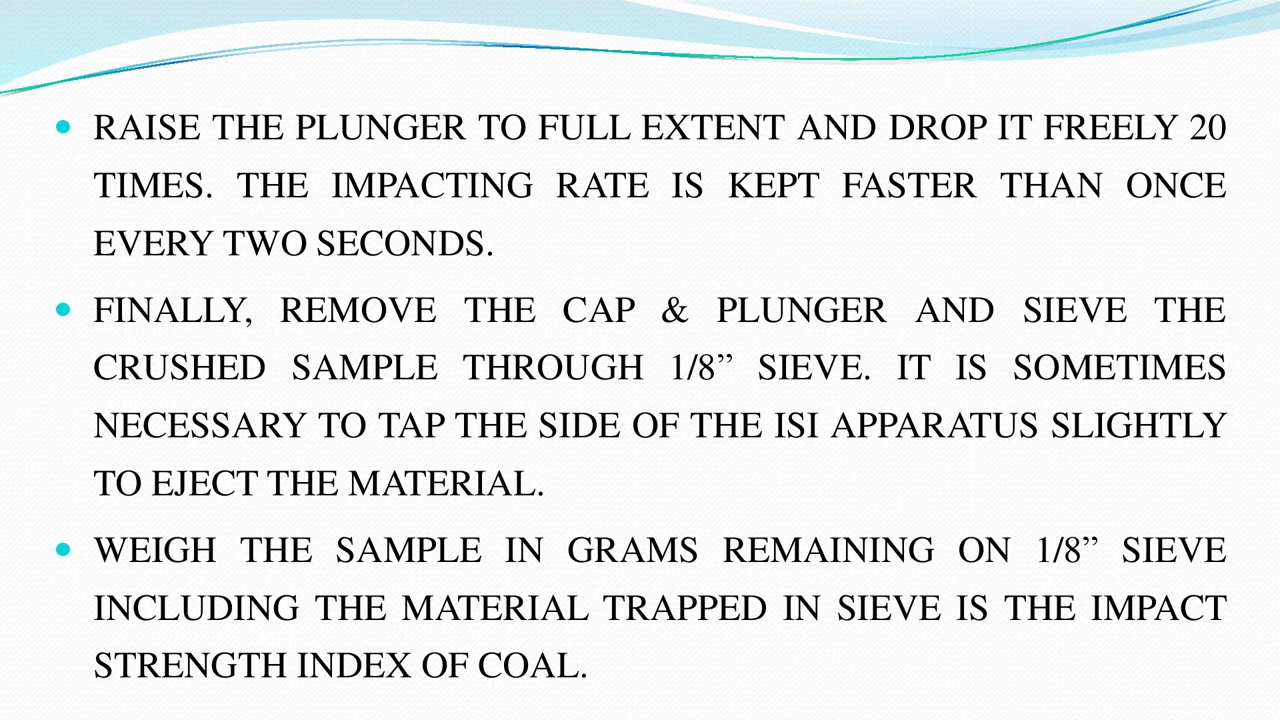 • RAISE THE PLUNGER TO FULL EXTENT AND DROP IT FREELY 20
TIMES. THE IMPACTING RATE IS KEPT FASTER THAN ONCE
EVERY TWO SECONDS.
• FINALLY, REMOVE THE CAP & PLUNGER AND SIEVE THE
CRUSHED SAMPLE THROUGH 1/8” SIEVE. IT IS SOMETIMES
NECESSARY TO TAP THE SIDE OF THE ISI APPARATUS SLIGHTLY
TO EJECT THE MATERIAL.
• WEIGH THE SAMPLE IN GRAMS REMAINING ON 1/8” SIEVE
INCLUDING THE MATERIAL TRAPPED IN SIEVE IS THE IMPACT
STRENGTH INDEX OF COAL.